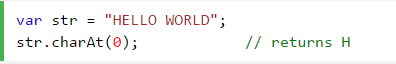 var str = "HELLO WORLD";
str.charAt(0);             // returns H